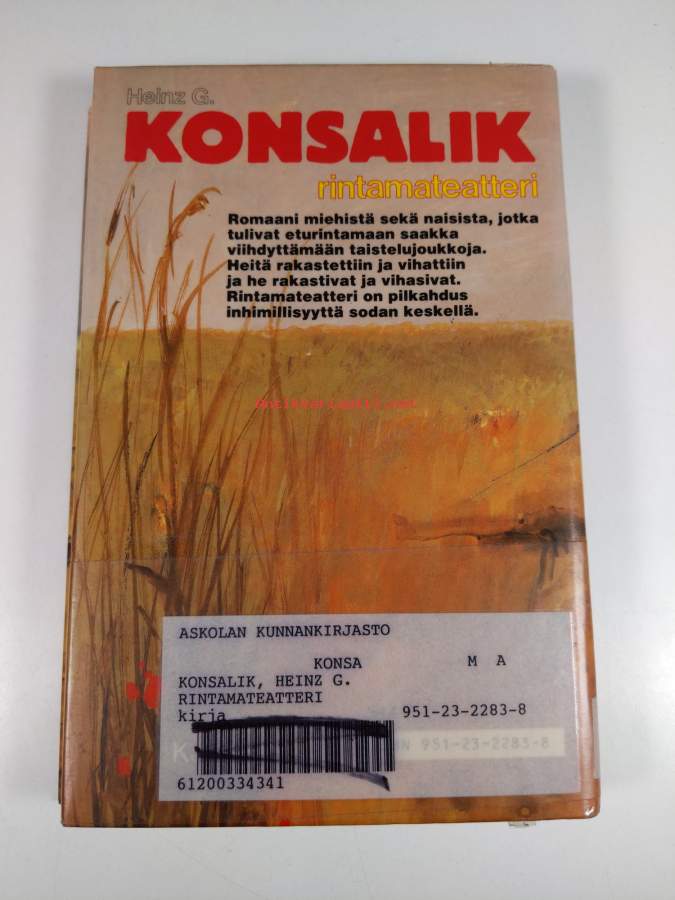 Heinz G.
KONSALIK
rintamateatteri
Romaani miehistä sekä naisista, jotka
tulivat eturintamaan saakka
viihdyttämään taistelujoukkoja.
Heitä rakastettiin ja vihattiin
ja he rakastivat ja vihasivat.
Rintamateatteri on pilkahdus
inhimillisyyttä sodan keskellä.
ASKOLAN KUNNANKIRJASTO
KONSA M A
KONSALIK, HEINZ G.
RINTAMATEATTERI
kirja 951-23-2283-8
951-23-2283-8
61200334341